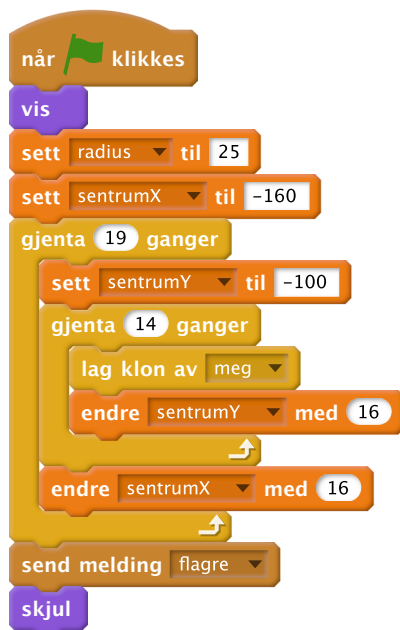 når klikkes
vis
sett radius til 25
sett sentrumX til -160
gjenta 19 ganger
sett sentrumY til -100
gjenta 14 ganger
lag klon av meg
endre sentrumY med 16
endre sentrumX med 16
send melding flagre
skjul